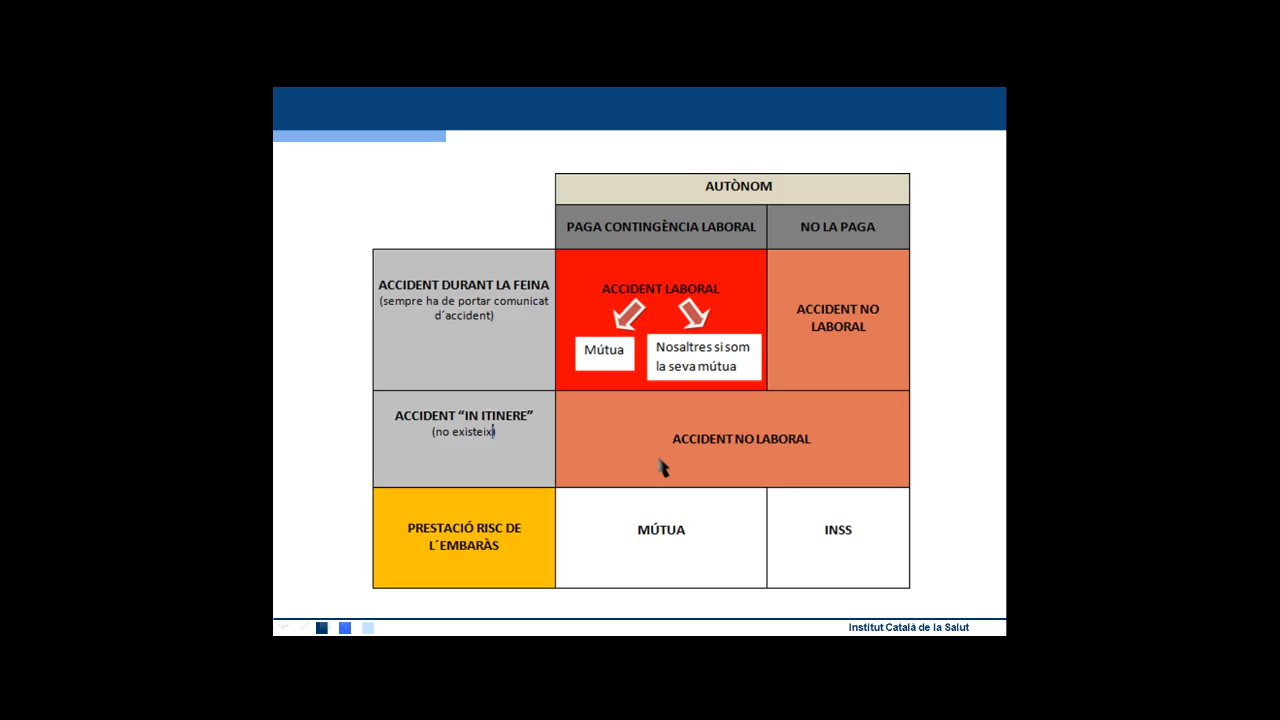 AUTÒNOM
PAGA CONTINGÈNCIA LABORAL
NO LA PAGA
ACCIDENT DURANT LA FEINA
(sempre ha de portar comunicat
d´accident)
ACCIDENT LABORAL
Mútua
Nosaltres si som
la seva mútua
ACCIDENT NO
LABORAL
ACCIDENT “IN ITINERE”
(no existeix)
ACCIDENT NO LABORAL
PRESTACIÓ RISC DE
L´EMBARÀS
MÚTUA
INSS
Institut Català de la Salut